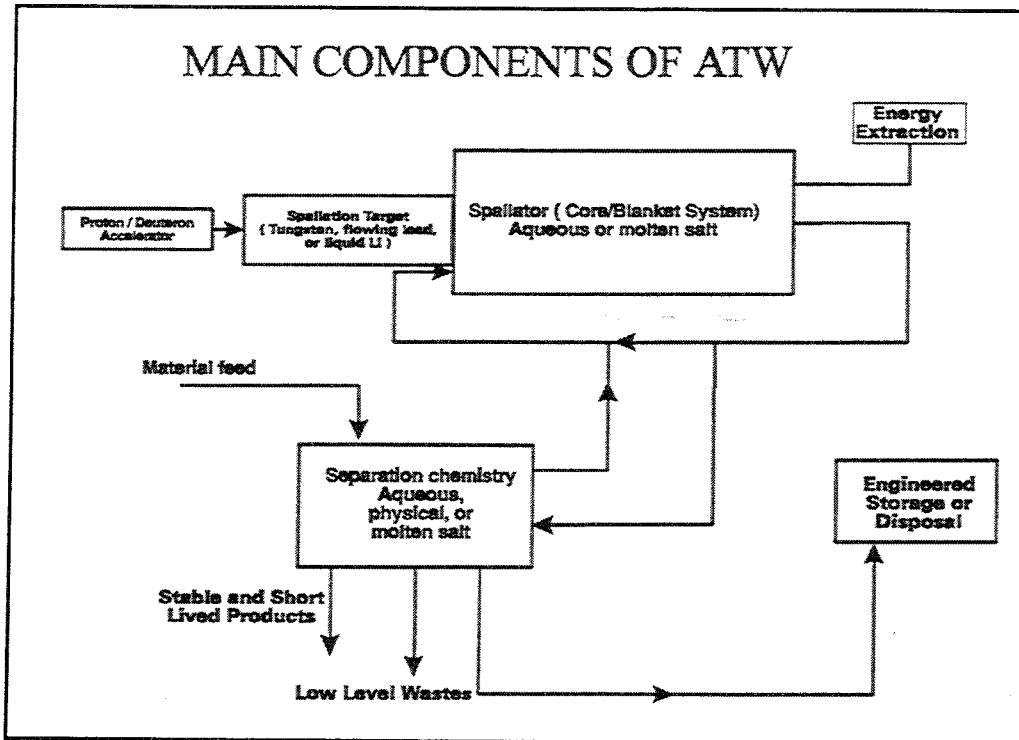 MAIN COMPONENTS OF ATW
Energy
Extraction
Proton / Deuteron
Accelerator
Spallation Target
( Tungsten, flowing lead,
or liquid LI )
Spallator ( Core/Blanket System)
Aqueous or molten salt
Material feed
Separation chemistry
Aqueous,
physical, or
molten salt
Engineered
Storage or
Disposal
Stable and Short
Lived Products
Low Level Wastes